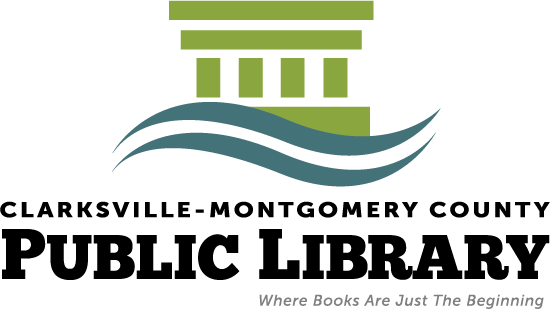 CLARKSVILLE-MONTGOMERY COUNTY
PUBLIC LIBRARY
Where Books Are Just The Beginning